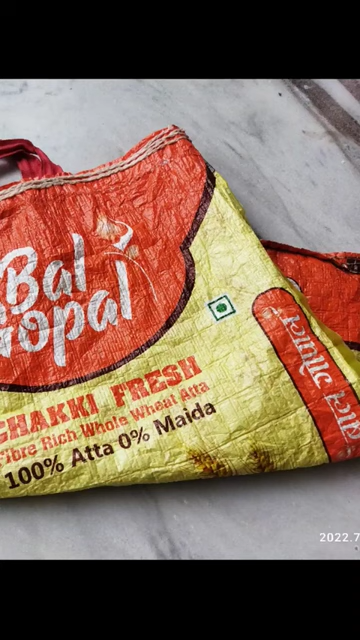 Bal
Gopal
CHAKKI FRESH
Fibre Rich Whole Wheat Atta
100% Atta 0% Maida
2022.7